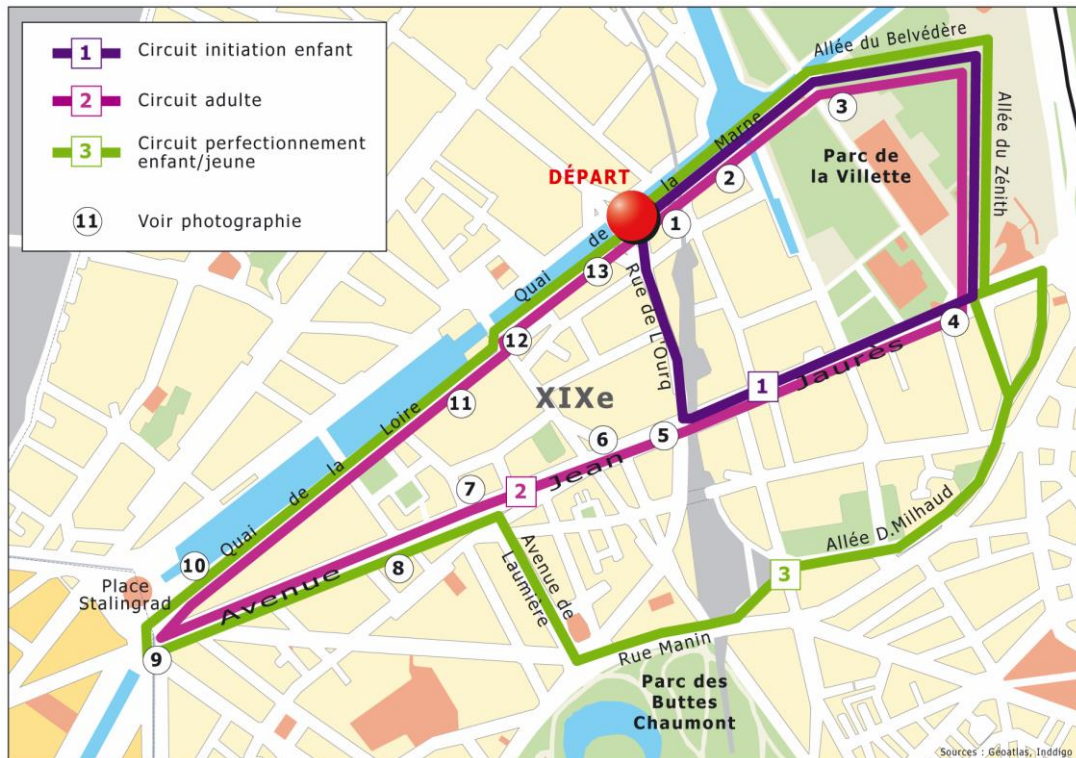 1 Circuit initiation enfant
2 Circuit adulte
3 Circuit perfectionnement
enfant/jeune
11 Voir photographie
Allée du Belvédère
Allée du Zénith
3
Parc de
la Villette
Quai de la Marne
2
DÉPART
1
13
Rue de L'Ourq
12
4
XIXe
1
11
Quai de la Loire
6
5
7
2
Avenue Jean Jaurès
8
Avenue de
Laumière
Allée D.Milhaud
3
10
Place
Stalingrad
9
Rue Manin
Parc des
Buttes
Chaumont
Sources : Géoatlas, Inddigo